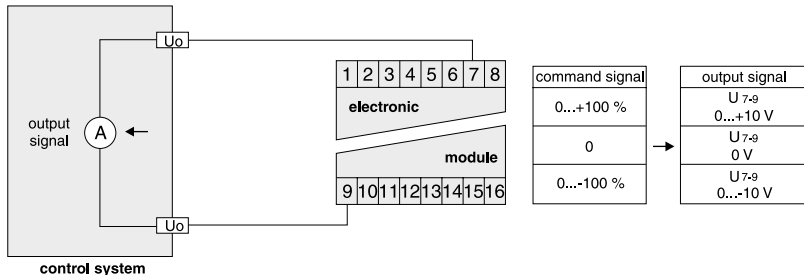 Uo
1 2 3 4 5 6 7 8
electronic
output
signal
A
module
9 10 11 12 13 14 15 16
Uo
control system
command signal
0...+100 %
0
0...-100 %
output signal
U 7-9
0...+10 V
U 7-9
0 V
U 7-9
0...-10 V